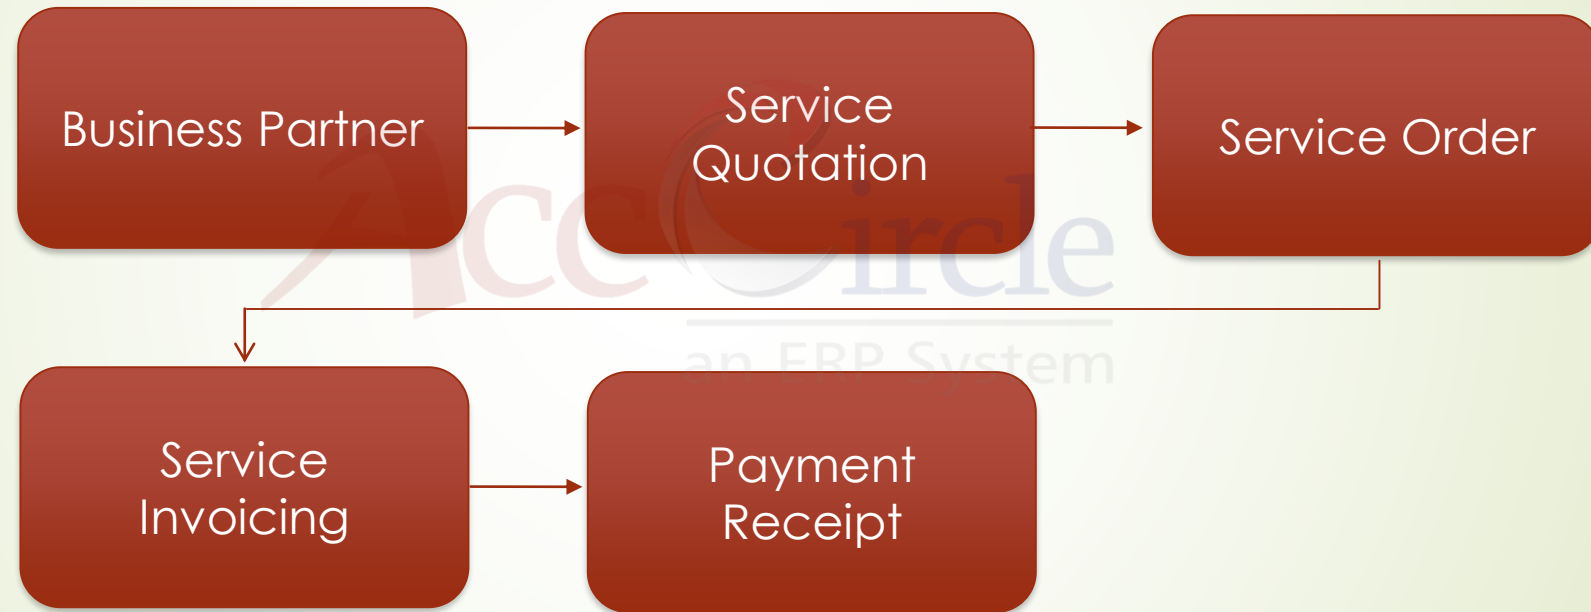 Business Partner
Service
Quotation
Service Order
AccCircle
an ERP System
Service
Invoicing
Payment
Receipt